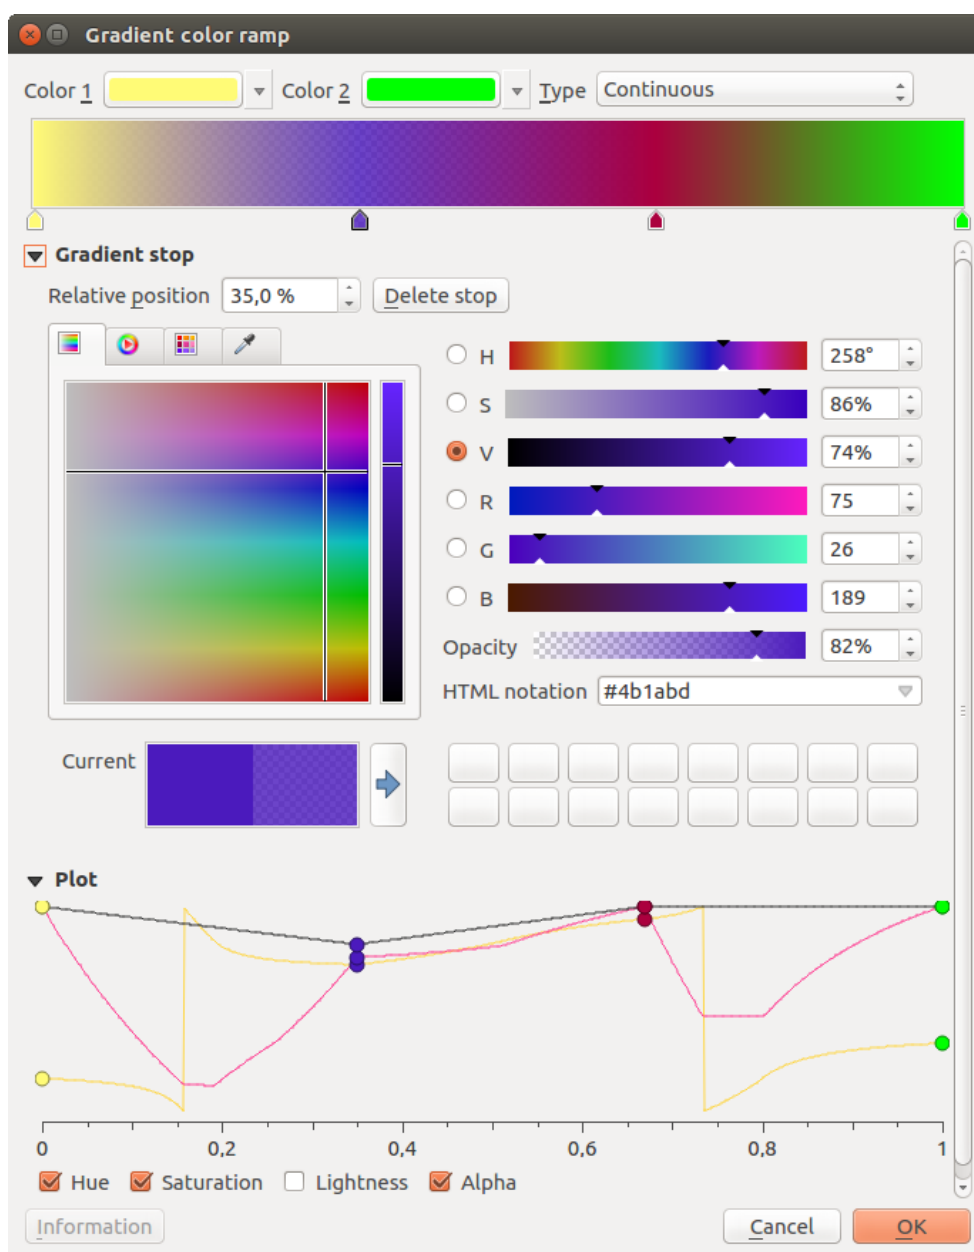 Gradient color ramp
Color 1 Color 2 Type Continuous
Gradient stop
Relative position 35,0 % Delete stop
H 258°
S 86%
V 74%
R 75
G 26
B 189
Opacity 82%
HTML notation #4b1abd
Current
Plot
0 0,2 0,4 0,6 0,8 1
Hue Saturation Lightness Alpha
Information Cancel OK